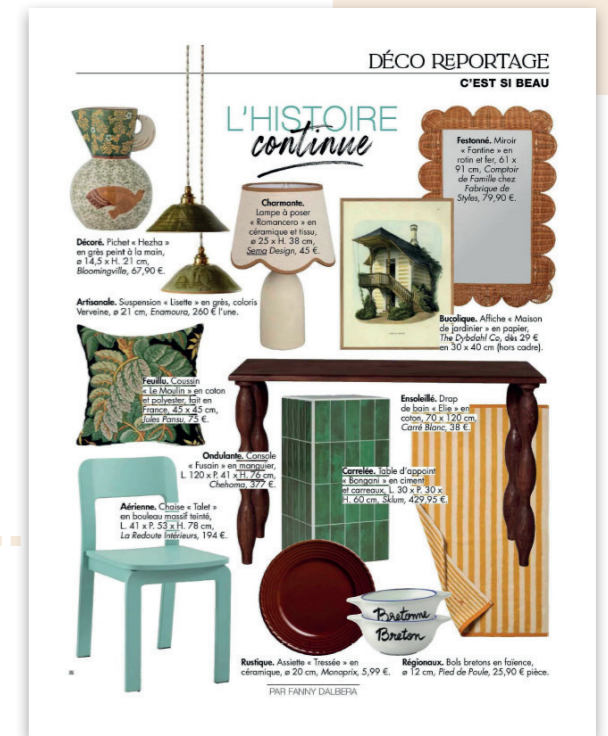 DÉCO REPORTAGE
C'EST SI BEAU
L'HISTOIRE
continue
Festonné. Miroir
« Fantine » en
rotin et fer, 61 x
91 cm, Comptoir
de Famille chez
Fabrique de
Styles, 79,90 €.
Charmante.
Lampe à poser
« Romancero » en
céramique et tissu,
ø 25 x H. 38 cm,
Sema Design, 45 €.
Décoré. Pichet « Hezha »
en grès peint à la main,
ø 14,5 x H. 21 cm,
Bloomingville, 67,90 €.
Artisanale. Suspension « Lisette » en grès, coloris
Verveine, ø 21 cm, Enamoura, 260 € l'une.
Bucolique. Affiche « Maison
de jardinier » en papier,
The Dybdahl Co, dès 29 €
en 30 x 40 cm (hors cadre).
Feuillu. Coussin
« Le Moulin » en coton
et polyester, fait en
France, 45 x 45 cm,
Jules Pansu, 75 €.
Ensoleillé. Drap
de bain « Elie » en
coton, 70 x 120 cm,
Carré Blanc, 38 €.
Ondulante. Console
« Fusain » en manguier,
L. 120 x P. 41 x H. 76 cm,
Chehoma, 377 €.
Carrelée. Table d'appoint
« Bongani » en ciment
et carreaux, L. 30 x P. 30 x
H. 60 cm, Sklum, 429,95 €.
Aérienne. Chaise « Talet »
en bouleau massif teinté,
L. 41 x P. 53 x H. 78 cm,
La Redoute Intérieurs, 194 €.
Bretonne
Breton
Rustique. Assiette « Tressée » en
céramique, ø 20 cm, Monoprix, 5,99 €.
Régionaux. Bols bretons en faïence,
ø 12 cm, Pied de Poule, 25,90 € pièce.
PAR FANNY DALBERA